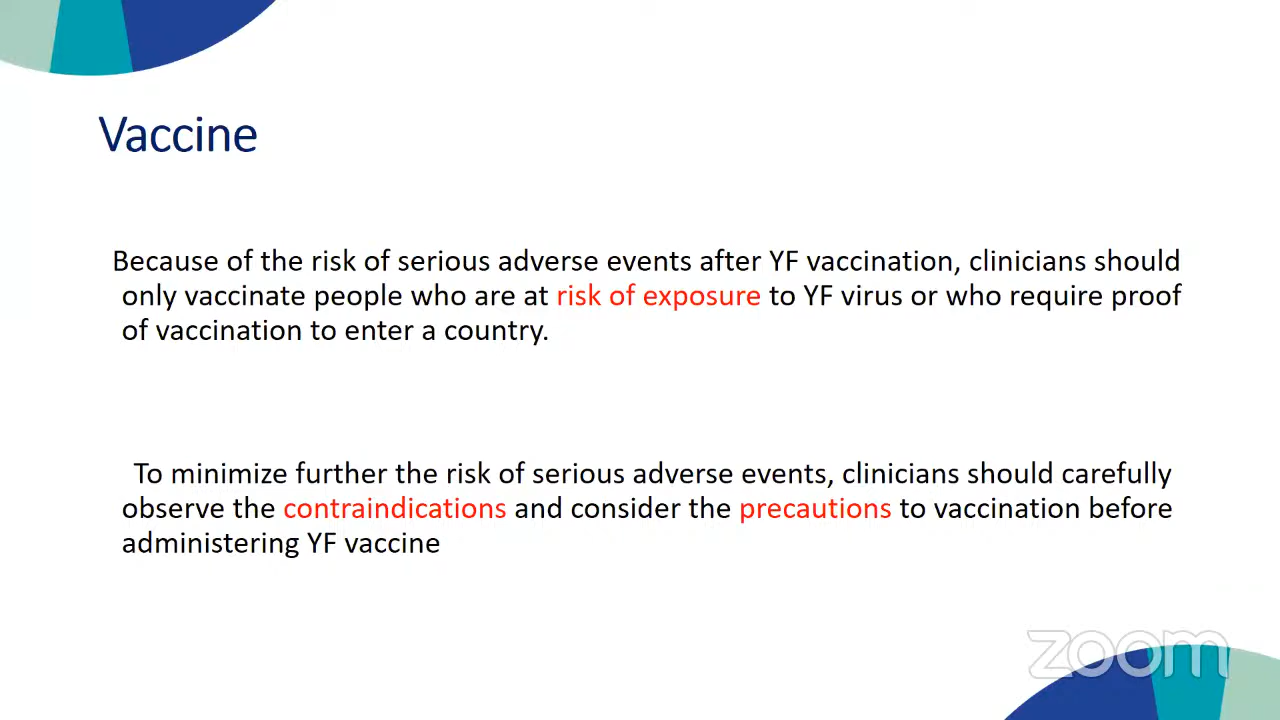 Vaccine
Because of the risk of serious adverse events after YF vaccination, clinicians should
only vaccinate people who are at risk of exposure to YF virus or who require proof
of vaccination to enter a country.
To minimize further the risk of serious adverse events, clinicians should carefully
observe the contraindications and consider the precautions to vaccination before
administering YF vaccine
zoom